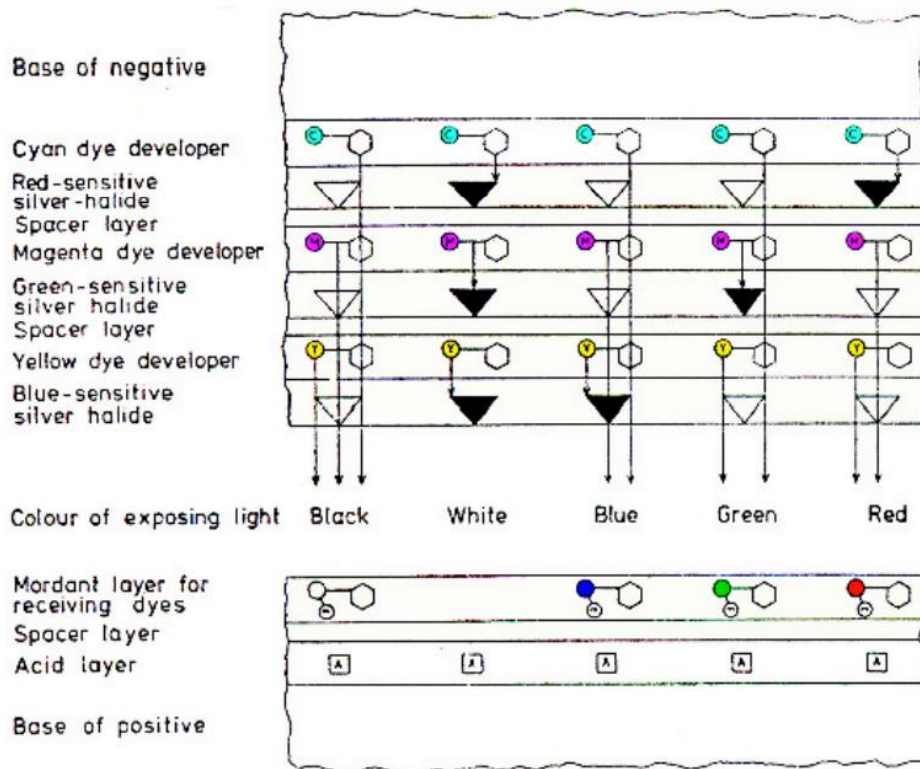 Base of negative
Cyan dye developer
C C C C C
Red-sensitive
silver-halide
Spacer layer
Magenta dye developer
M M M M M
Green-sensitive
silver halide
Spacer layer
Yellow dye developer
Y Y Y Y Y
Blue-sensitive
silver halide
Colour of exposing light Black White Blue Green Red
Mordant layer for
receiving dyes
Spacer layer
Acid layer A A A A A
Base of positive